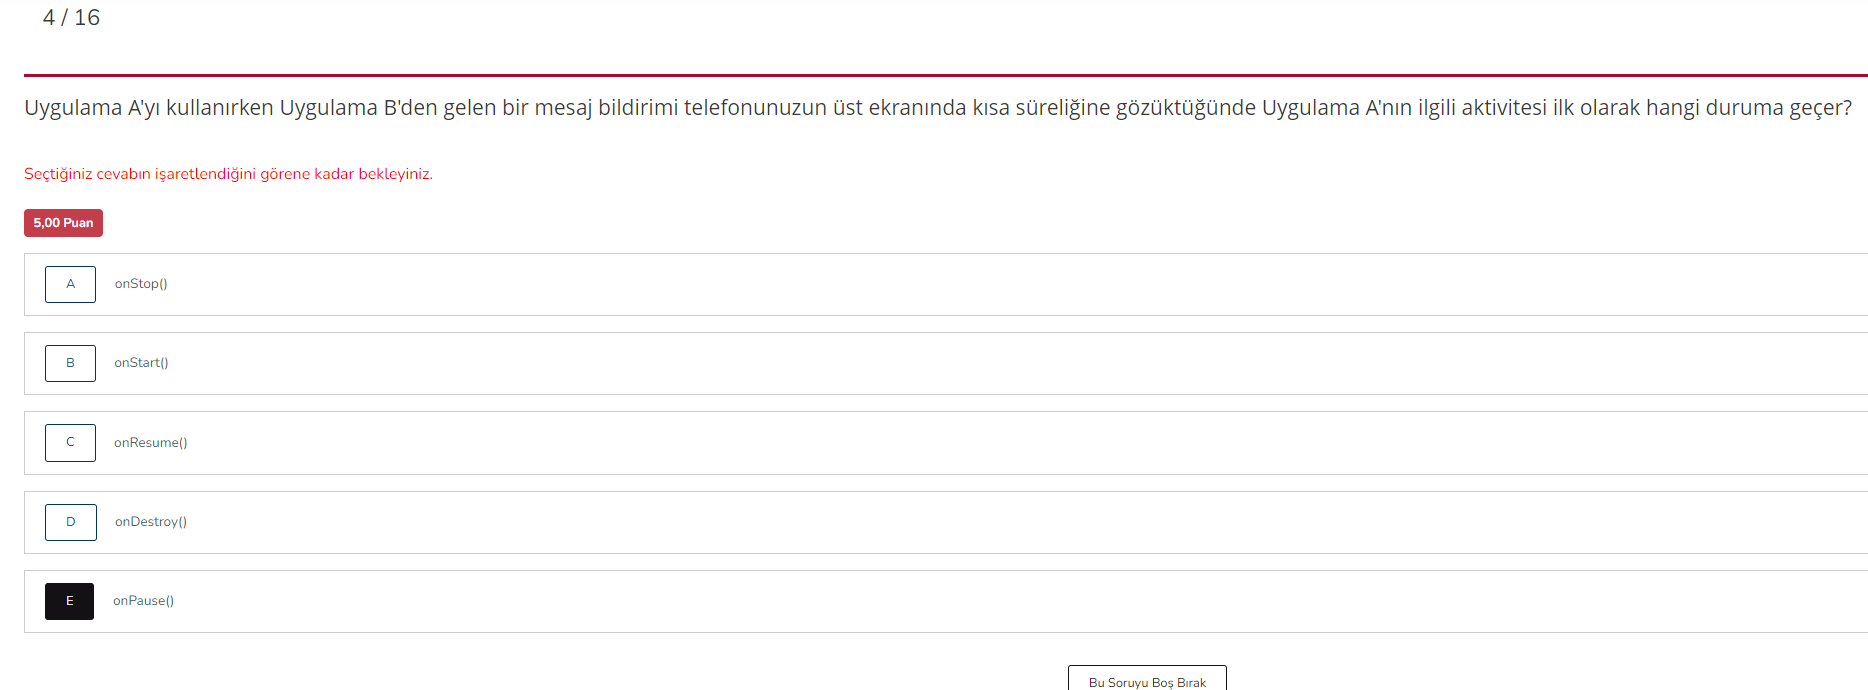 4 / 16
Uygulama A'yı kullanırken Uygulama B'den gelen bir mesaj bildirimi telefonunuzun üst ekranında kısa süreliğine gözüktüğünde Uygulama A'nın ilgili aktivitesi ilk olarak hangi duruma geçer?
Seçtiğiniz cevabın işaretlendiğini görene kadar bekleyiniz.
5,00 Puan
A onStop()
B onStart()
C onResume()
D onDestroy()
E onPause()
Bu Soruyu Boş Bırak